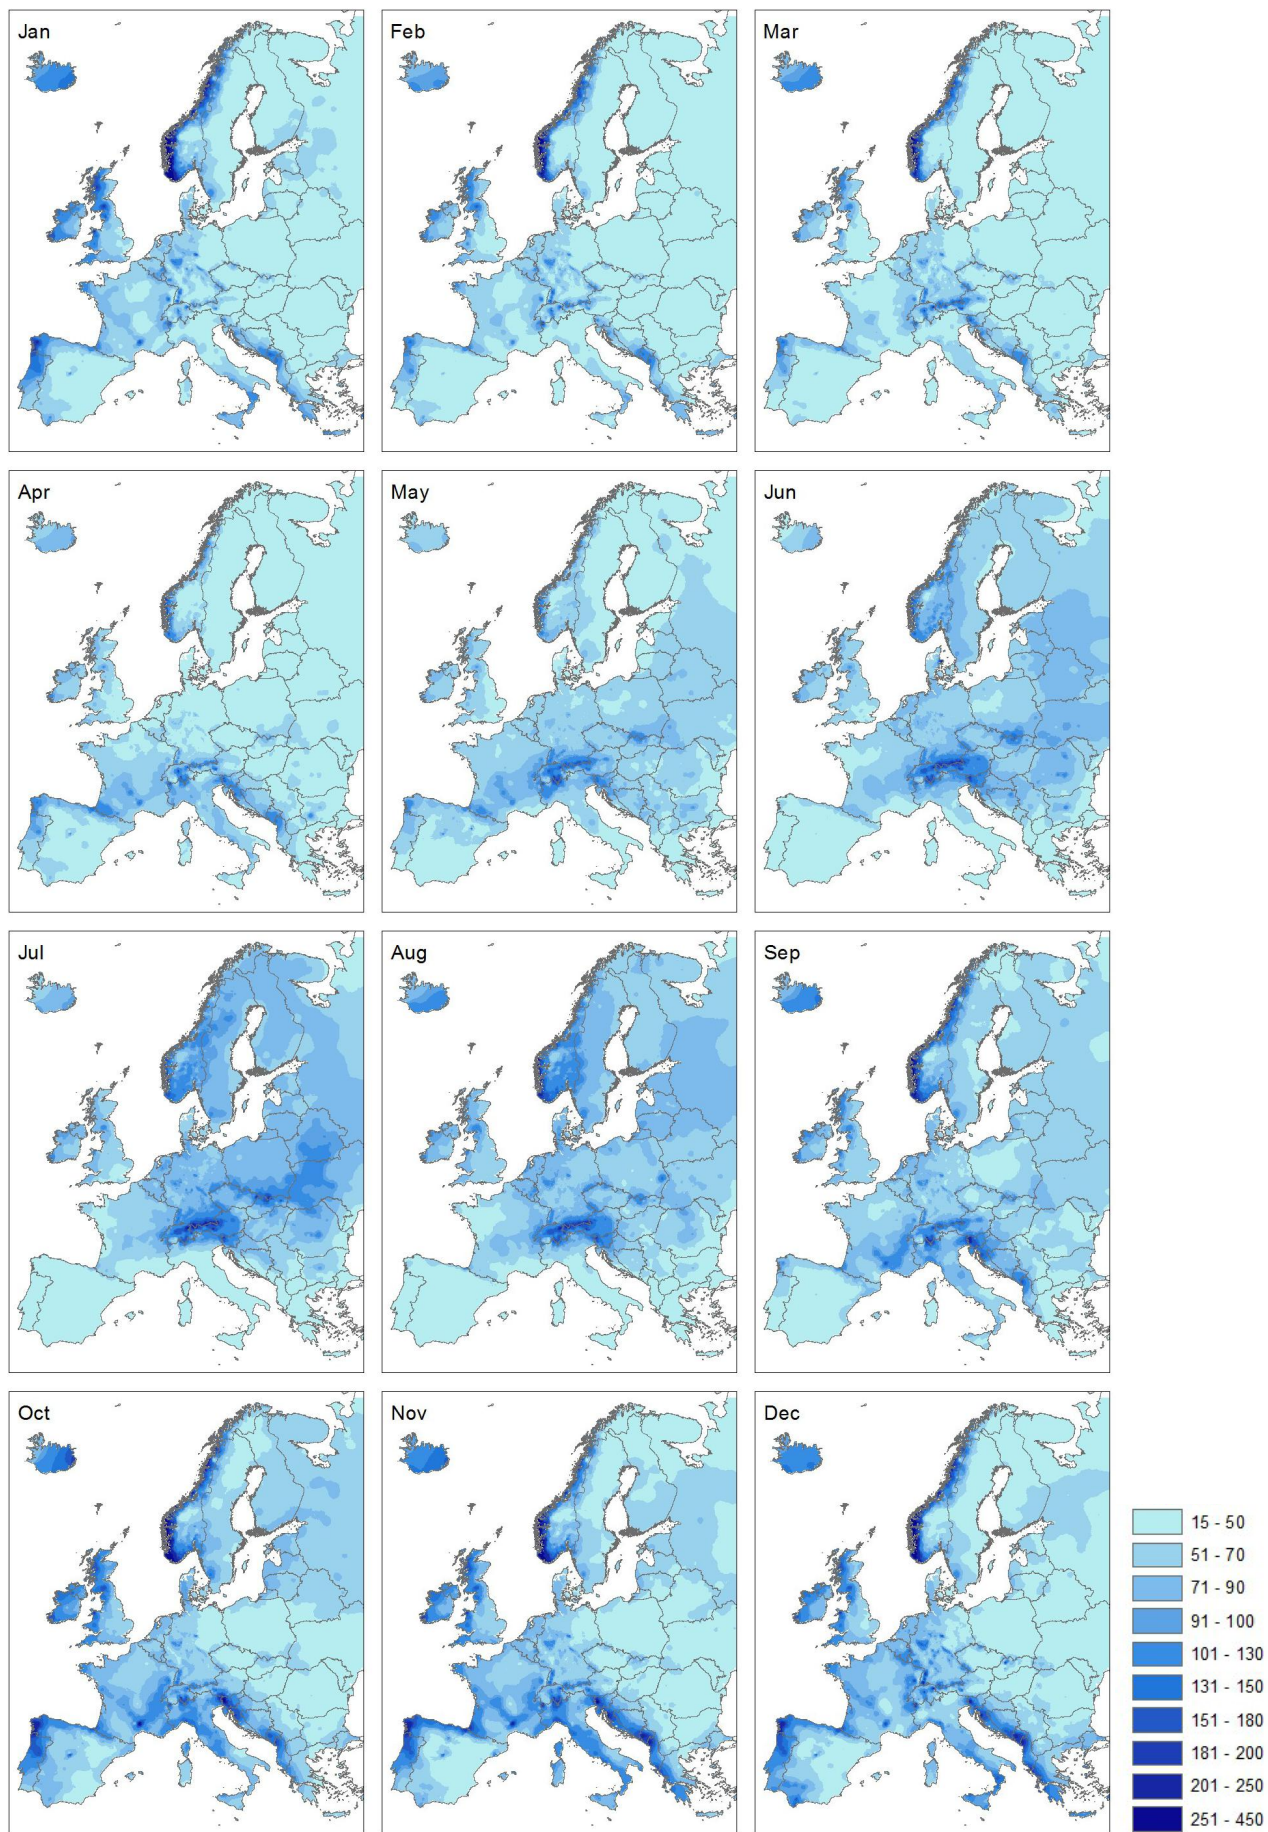 Jan
Feb
Mar
Apr
May
Jun
Jul
Aug
Sep
Oct
Nov
Dec
15 - 50
51 - 70
71 - 90
91 - 100
101 - 130
131 - 150
151 - 180
181 - 200
201 - 250
251 - 450